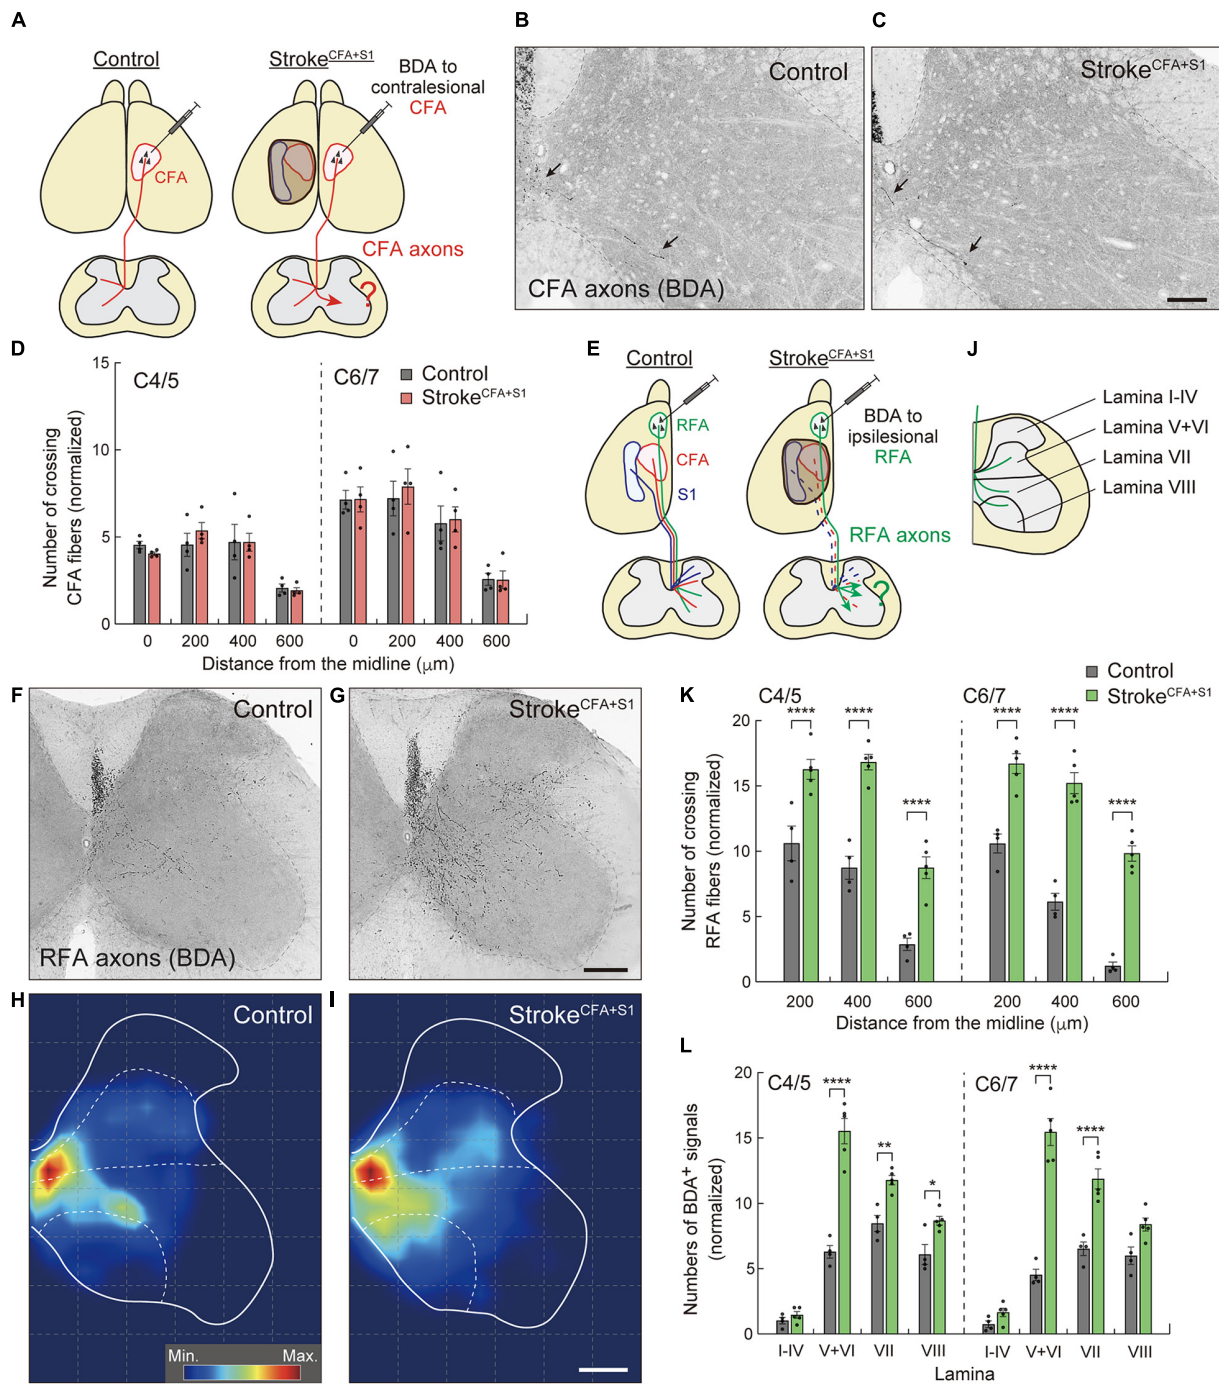 A
Control
Stroke^CFA+S1
BDA to
contralesional
CFA
CFA
CFA axons
?
B
Control
CFA axons (BDA)
C
Stroke^CFA+S1
D
Number of crossing
CFA fibers (normalized)
15
10
5
0
C4/5
C6/7
Control
Stroke^CFA+S1
0 200 400 600 0 200 400 600
Distance from the midline (μm)
E
Control
Stroke^CFA+S1
RFA
CFA
S1
BDA to
ipsilesional
RFA
RFA axons
?
J
Lamina I-IV
Lamina V+VI
Lamina VII
Lamina VIII
F
Control
RFA axons (BDA)
G
Stroke^CFA+S1
H
Control
Min. Max.
I
Stroke^CFA+S1
K
Control
Stroke^CFA+S1
C4/5
C6/7
Number of crossing
RFA fibers (normalized)
20
15
10
5
0
**** **** **** **** **** ****
200 400 600 200 400 600
Distance from the midline (μm)
L
C4/5
C6/7
Numbers of BDA⁺ signals
(normalized)
20
15
10
5
0
**** ** * **** ****
I-IV V+VI VII VIII I-IV V+VI VII VIII
Lamina